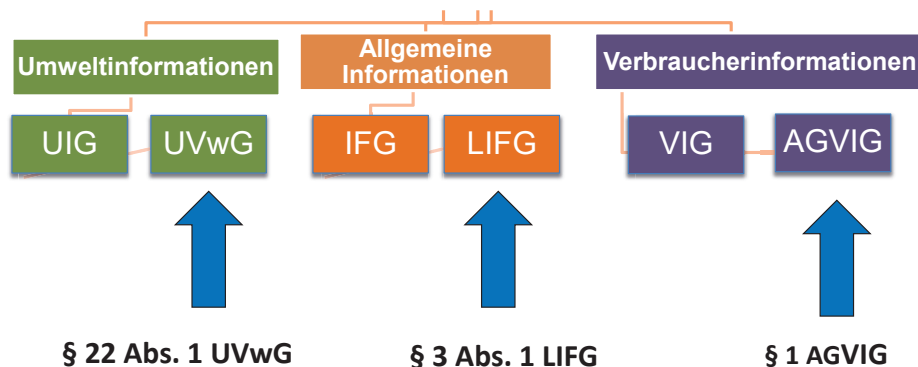 Umweltinformationen
Allgemeine
Informationen
Verbraucherinformationen
UIG
UVwG
IFG
LIFG
VIG
AGVIG
§ 22 Abs. 1 UVwG
§ 3 Abs. 1 LIFG
§ 1 AGVIG